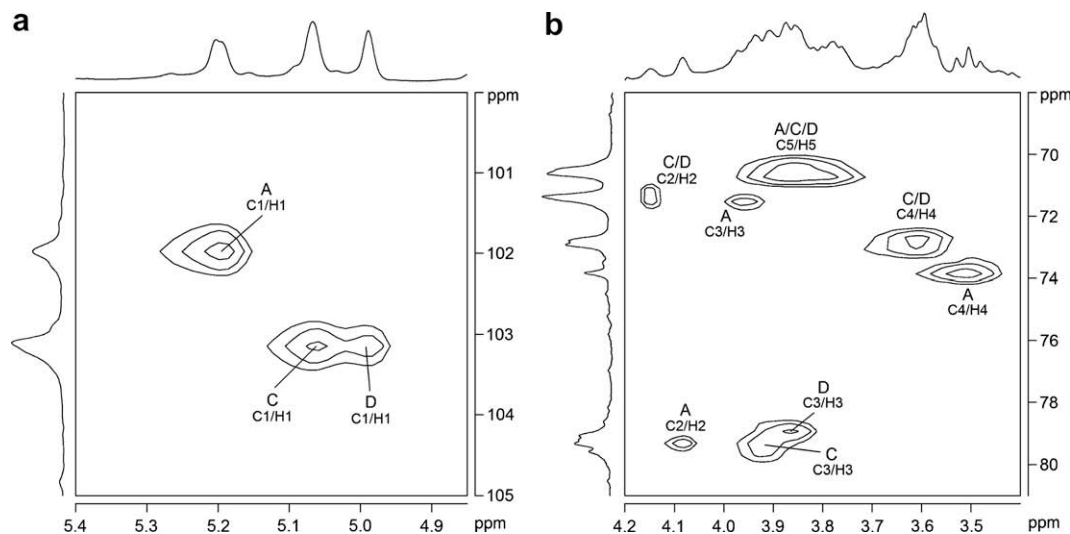 a
ppm
101
102
103
104
105
A
C1/H1
C
C1/H1
D
C1/H1
5.4
5.3
5.2
5.1
5.0
4.9
ppm
b
ppm
70
72
74
76
78
80
A/C/D
C5/H5
C/D
C2/H2
A
C3/H3
C/D
C4/H4
A
C4/H4
A
C2/H2
D
C3/H3
C
C3/H3
4.2
4.1
4.0
3.9
3.8
3.7
3.6
3.5
ppm